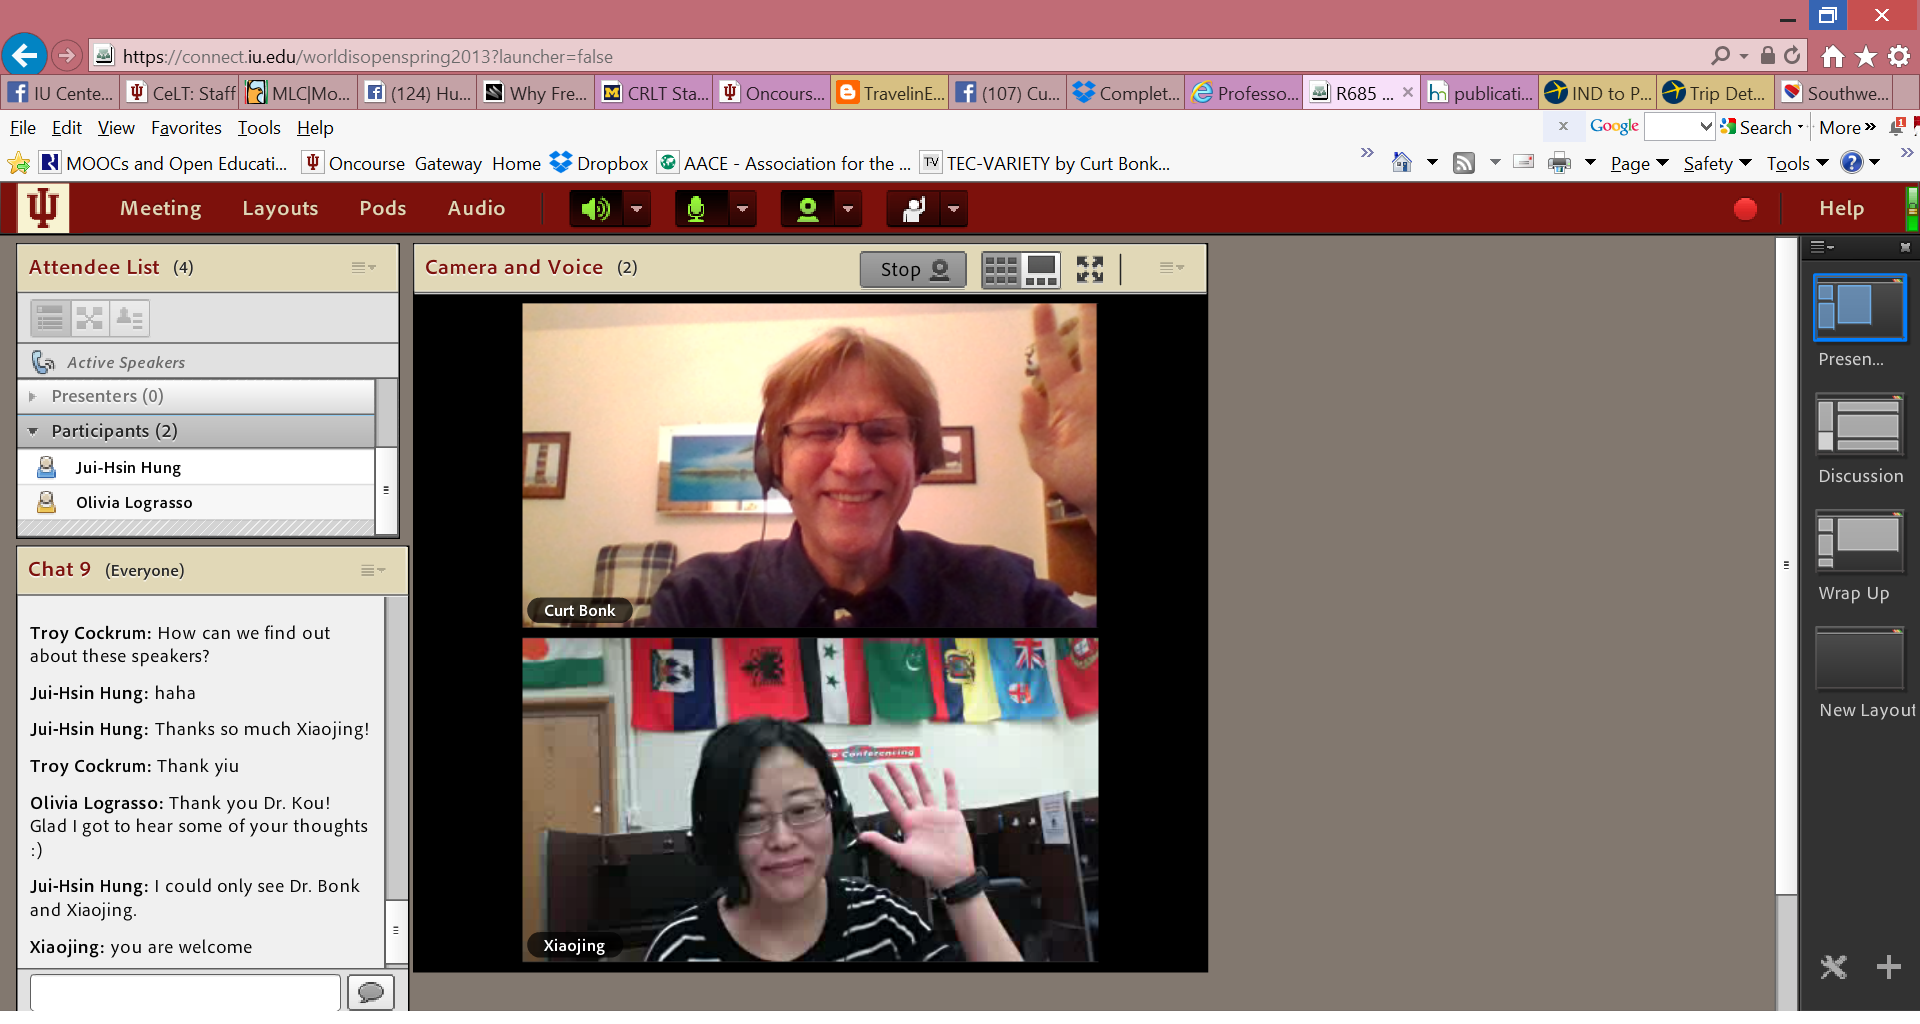 https://connect.iu.edu/worldisopenspring2013?launcher=false
IU Cente...
CeLT: Staff
MLC|Mo...
(124) Hu...
Why Fre...
CRLT Sta...
Oncours...
TravelinE...
(107) Cu...
Complet...
Professo...
R685 ...
publicati...
IND to P...
Trip Det...
Southwe...
File Edit View Favorites Tools Help
Google
Search
More
MOOCs and Open Educati...
Oncourse
Gateway
Home
Dropbox
AACE - Association for the ...
TV
TEC-VARIETY by Curt Bonk...
Page Safety Tools
Meeting Layouts Pods Audio
Help
Attendee List (4)
Active Speakers
Presenters (0)
Participants (2)
Jui-Hsin Hung
Olivia Lograsso
Chat 9 (Everyone)
Troy Cockrum: How can we find out
about these speakers?
Jui-Hsin Hung: haha
Jui-Hsin Hung: Thanks so much Xiaojing!
Troy Cockrum: Thank yiu
Olivia Lograsso: Thank you Dr. Kou!
Glad I got to hear some of your thoughts
:)
Jui-Hsin Hung: I could only see Dr. Bonk
and Xiaojing.
Xiaojing: you are welcome
Camera and Voice (2)
Stop
Curt Bonk
Conferencing
Xiaojing
Presen...
Discussion
Wrap Up
New Layout